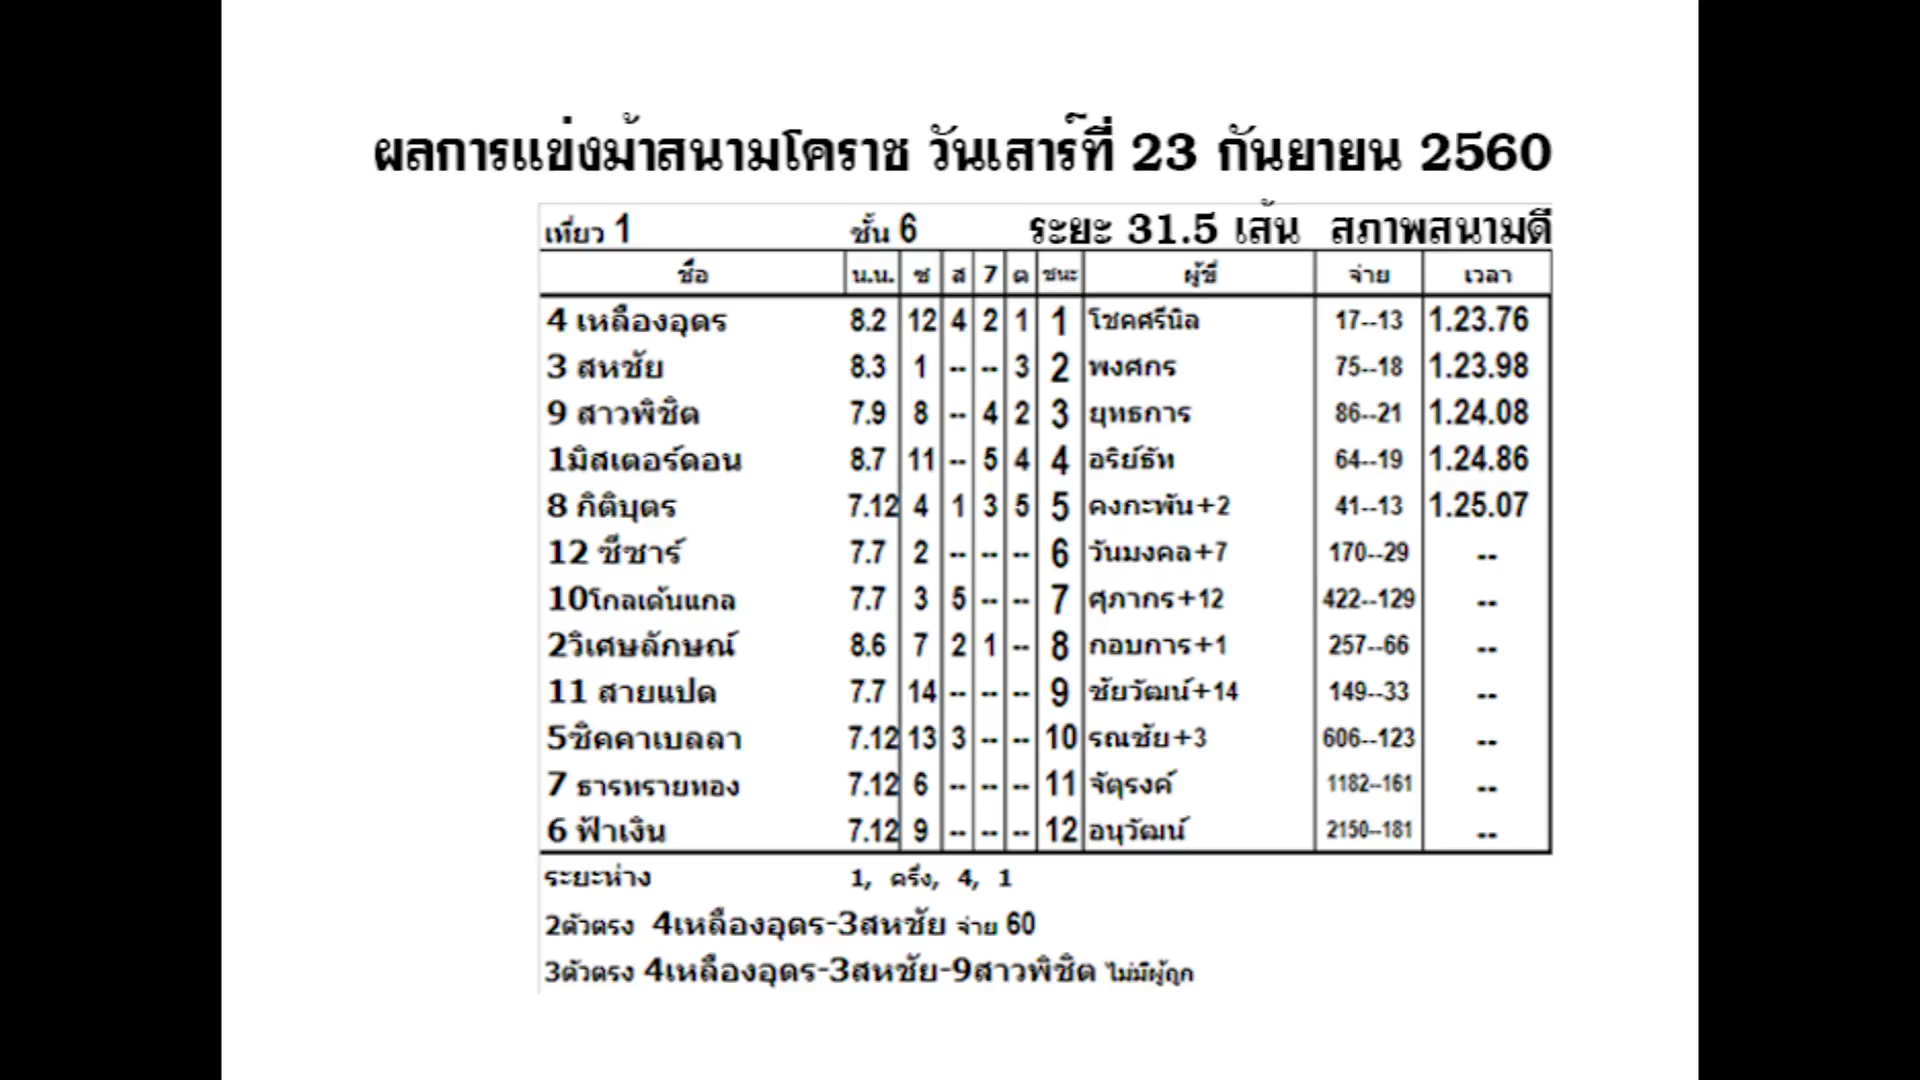 ผลการแข่งม้าสนามโคราช วันเสาร์ที่ 23 กันยายน 2560
เที่ยว 1 ชั้น 6 ระยะ 31.5 เส้น สภาพสนามดี
ชื่อ น.น. ช ส 7 ต ชนะ ผู้ขี่ จ่าย เวลา
4 เหลืองอุดร 8.2 12 4 2 1 1 โชคศรีนิล 17--13 1.23.76
3 สหชัย 8.3 1 -- -- 3 2 พงศกร 75--18 1.23.98
9 สาวพิชิต 7.9 8 -- 4 2 3 ยุทธการ 86--21 1.24.08
1มิสเตอร์ดอน 8.7 11 -- 5 4 4 อริย์ธัท 64--19 1.24.86
8 กิติบุตร 7.12 4 1 3 5 5 คงกะพัน+2 41--13 1.25.07
12 ซีซาร์ 7.7 2 -- -- -- 6 วันมงคล+7 170--29 --
10โกลเด้นแกล 7.7 3 5 -- -- 7 ศุภากร+12 422--129 --
2วิเศษลักษณ์ 8.6 7 2 1 -- 8 กอบการ+1 257--66 --
11 สายแปด 7.7 14 -- -- -- 9 ชัยวัฒน์+14 149--33 --
5ซิคคาเบลลา 7.12 13 3 -- -- 10 รณชัย+3 606--123 --
7 ธารทรายทอง 7.12 6 -- -- -- 11 จัตุรงค์ 1182--161 --
6 ฟ้าเงิน 7.12 9 -- -- -- 12 อนุวัฒน์ 2150--181 --
ระยะห่าง 1, ครึ่ง, 4, 1
2ตัวตรง 4เหลืองอุดร-3สหชัย จ่าย 60
3ตัวตรง 4เหลืองอุดร-3สหชัย-9สาวพิชิต ไม่มีผู้ถูก